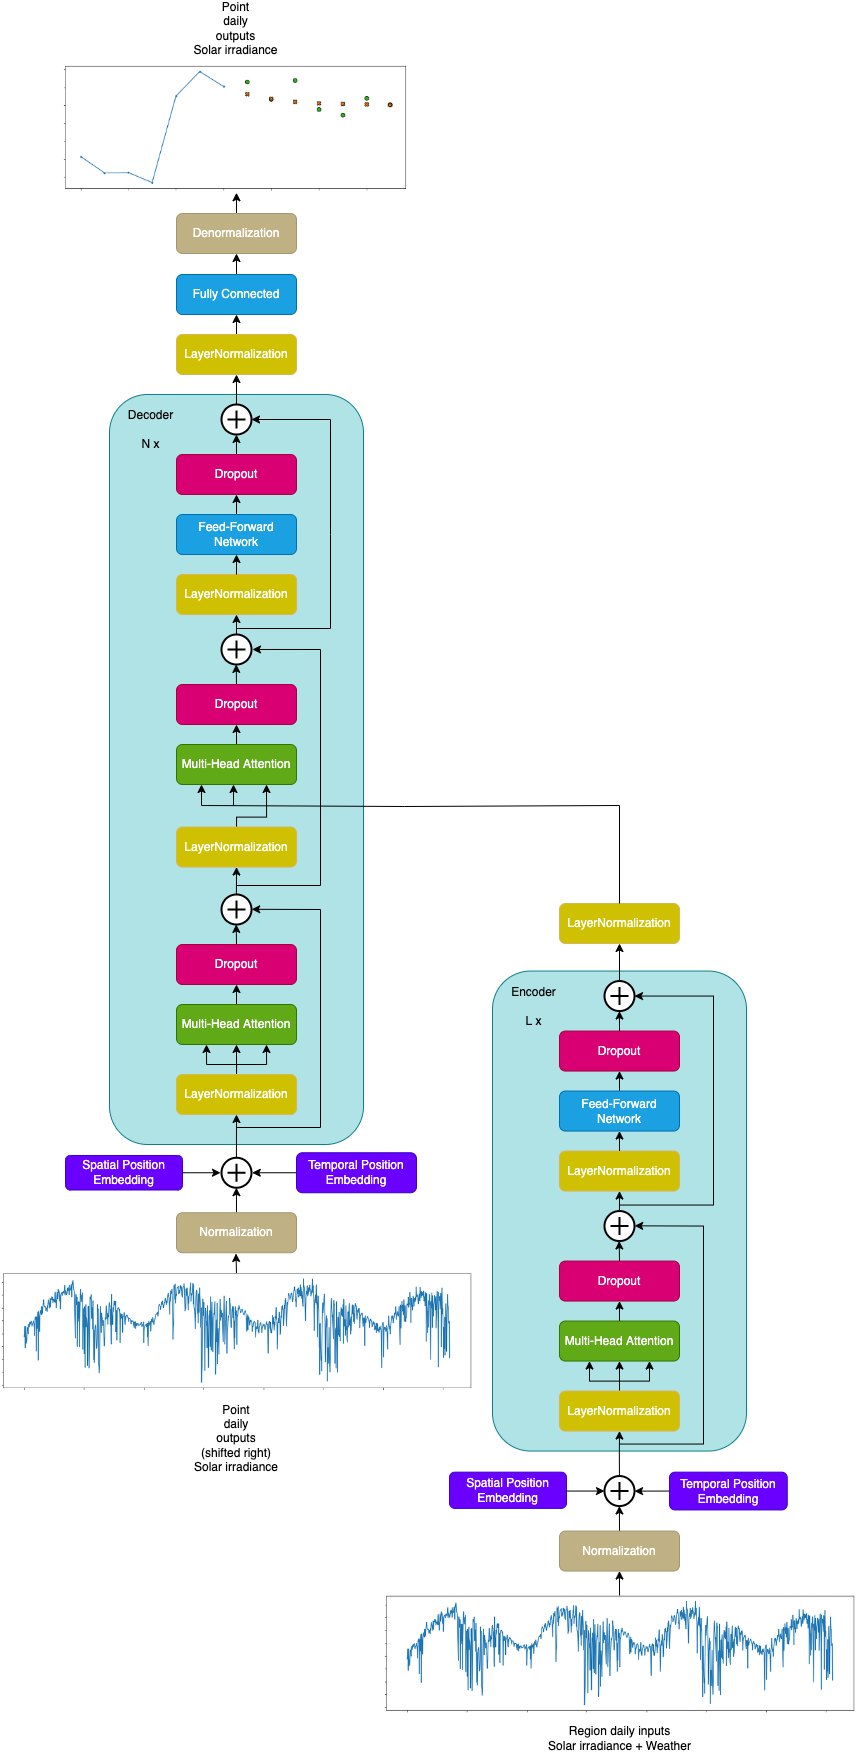 Point
daily
outputs
Solar irradiance
Denormalization
Fully Connected
LayerNormalization
Decoder
N x
Dropout
Feed-Forward
Network
LayerNormalization
Dropout
Multi-Head Attention
LayerNormalization
Dropout
Multi-Head Attention
LayerNormalization
Spatial Position
Embedding
Temporal Position
Embedding
Normalization
Point
daily
outputs
(shifted right)
Solar irradiance
LayerNormalization
Encoder
L x
Dropout
Feed-Forward
Network
LayerNormalization
Dropout
Multi-Head Attention
LayerNormalization
Spatial Position
Embedding
Temporal Position
Embedding
Normalization
Region daily inputs
Solar irradiance + Weather